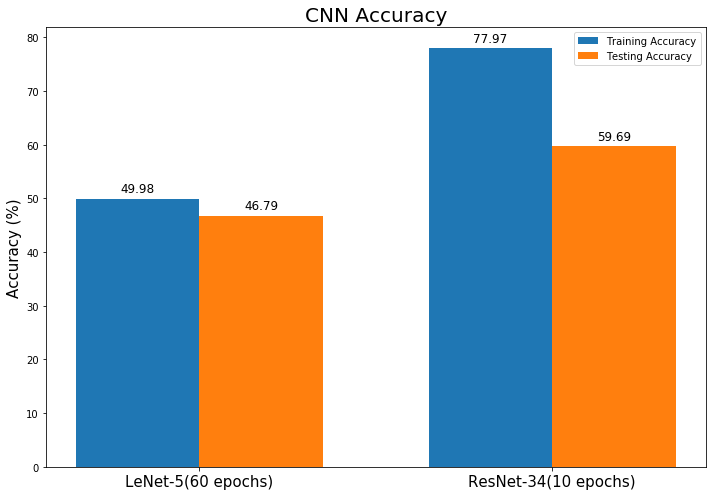 CNN Accuracy
Training Accuracy
Testing Accuracy
Accuracy (%)
80
70
60
50
40
30
20
10
0
49.98
46.79
77.97
59.69
LeNet-5(60 epochs)
ResNet-34(10 epochs)